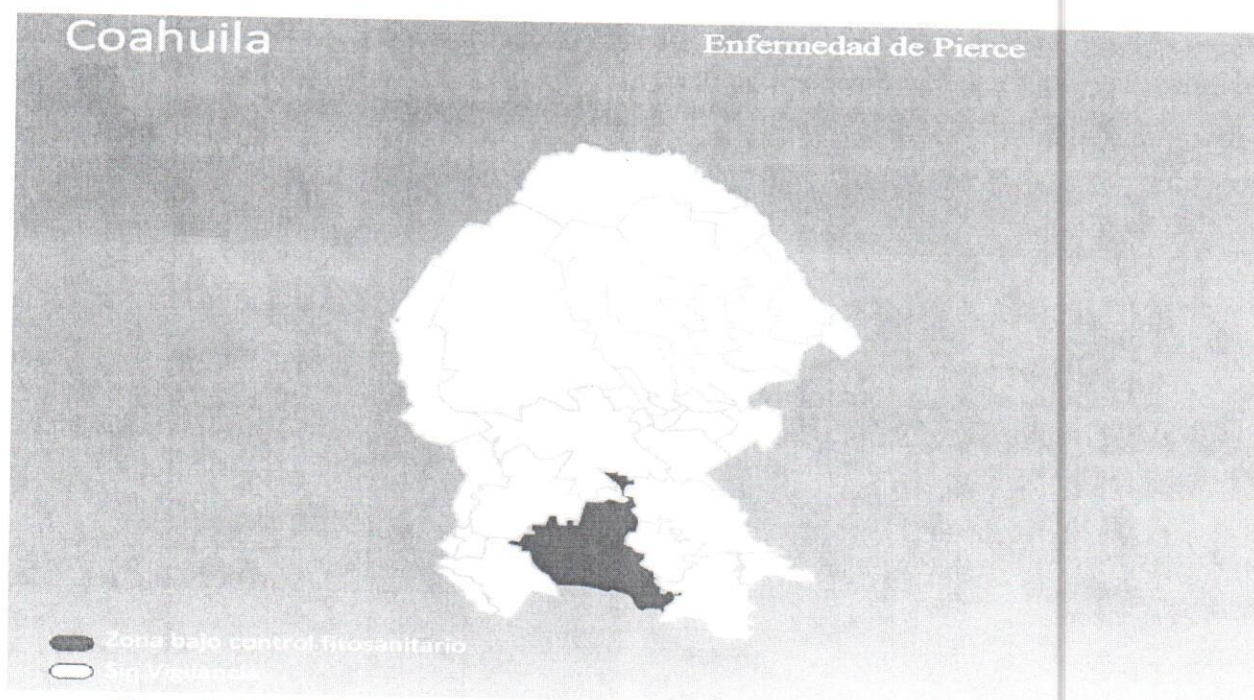 Coahuila
Enfermedad de Pierce
Zona bajo control fitosanitario
Sin Vigilancia